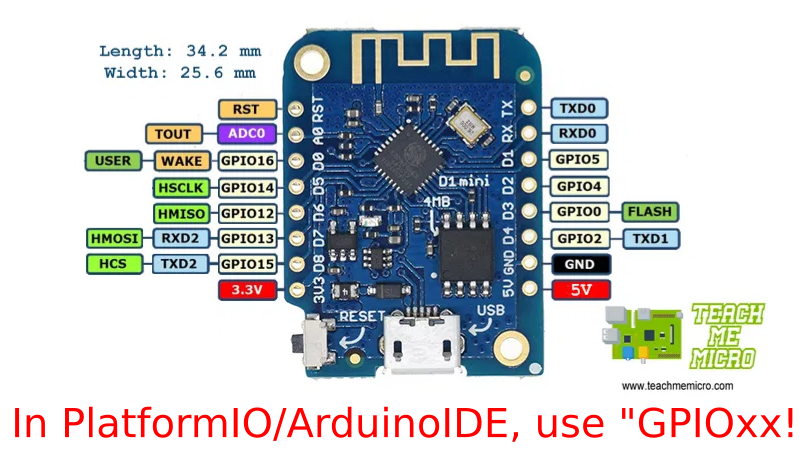 Length: 34.2 mm
Width: 25.6 mm
RST RST TX TXD0
TOUT ADC0 A0 RX RXD0
USER WAKE GPIO16 D0 D1 GPIO5
HSCLK GPIO14 D5 D2 GPIO4
D1 mini
4MB
HMISO GPIO12 D6 D3 GPIO0 FLASH
HMOSI RXD2 GPIO13 D7 D4 GPIO2 TXD1
HCS TXD2 GPIO15 D8 GND GND
3.3V 3V3 5V 5V
RESET USB
TEACH
ME
MICRO
www.teachmemicro.com
In PlatformIO/ArduinoIDE, use "GPIOxx!